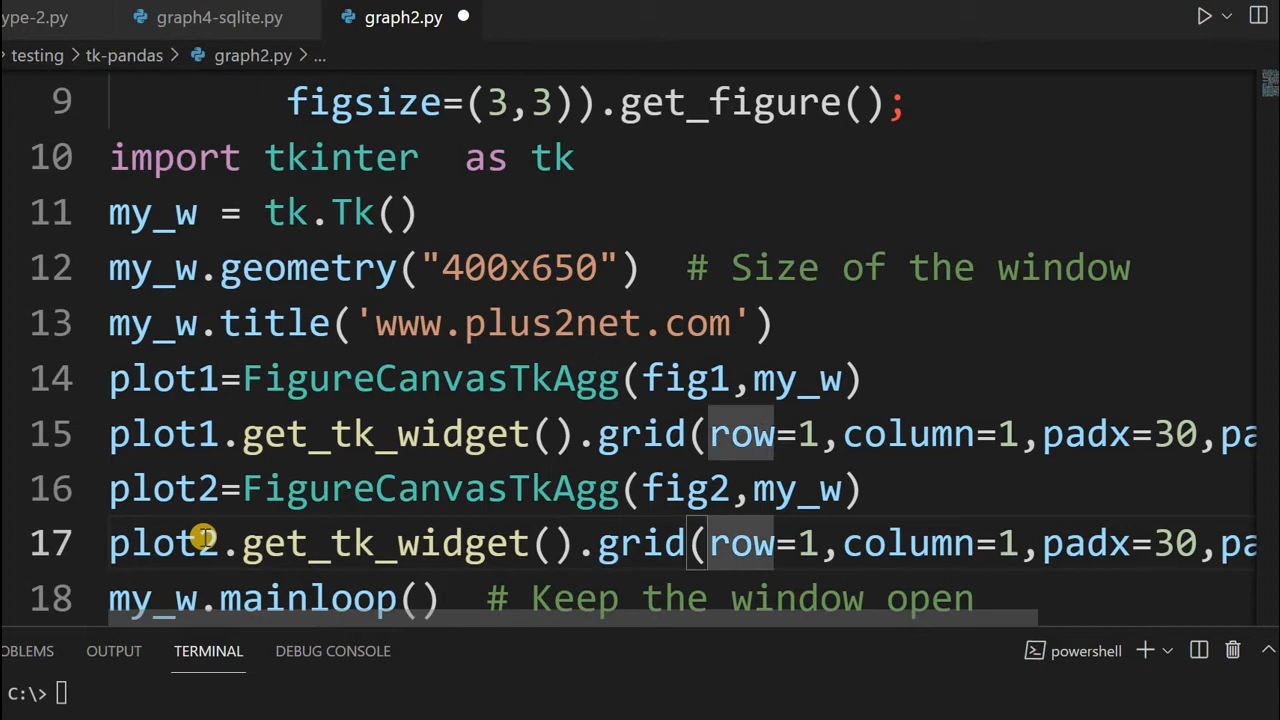 ype-2.py graph4-sqlite.py graph2.py
testing > tk-pandas > graph2.py > ...
9 figsize=(3,3)).get_figure();
10 import tkinter  as tk
11 my_w = tk.Tk()
12 my_w.geometry("400x650")  # Size of the window
13 my_w.title('www.plus2net.com')
14 plot1=FigureCanvasTkAgg(fig1,my_w)
15 plot1.get_tk_widget().grid(row=1,column=1,padx=30,pa
16 plot2=FigureCanvasTkAgg(fig2,my_w)
17 plot2.get_tk_widget().grid(row=1,column=1,padx=30,pa
18 my_w.mainloop()  # Keep the window open
OBLEMS OUTPUT TERMINAL DEBUG CONSOLE powershell
C:\>